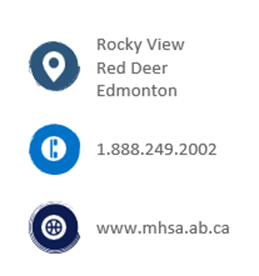 Rocky View
Red Deer
Edmonton
1.888.249.2002
www.mhsa.ab.ca